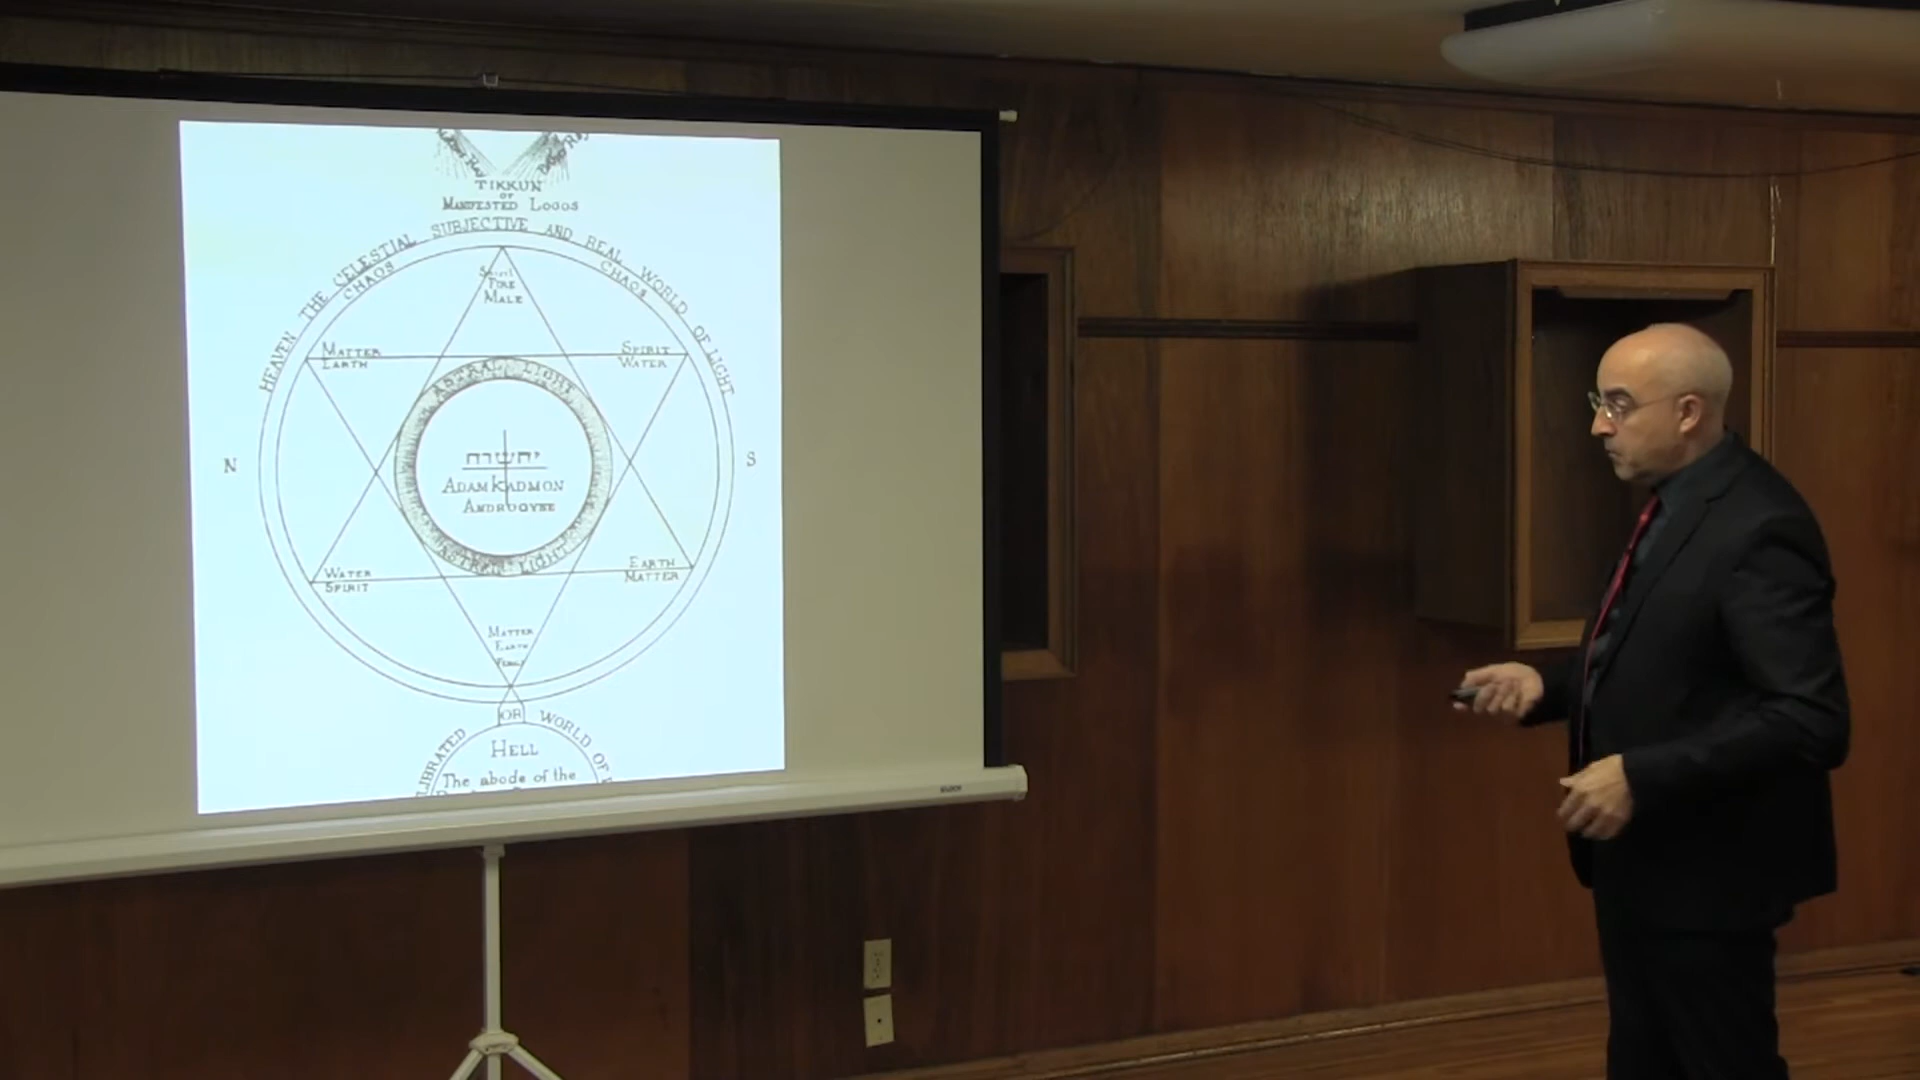 TIKKUN
OF
MANIFESTED LOGOS
HEAVEN THE CELESTIAL SUBJECTIVE AND REAL WORLD OF LIGHT
CHAOS
CHAOS
Spirit
FIRE
MALE
MATTER
EARTH
SPIRIT
WATER
ASTRAL LIGHT
N
S
יחשוה
ADAM KADMON
ANDROGYNE
ASTRAL LIGHT
WATER
SPIRIT
EARTH
MATTER
MATTER
EARTH
OR WORLD OF
HELL
The abode of the